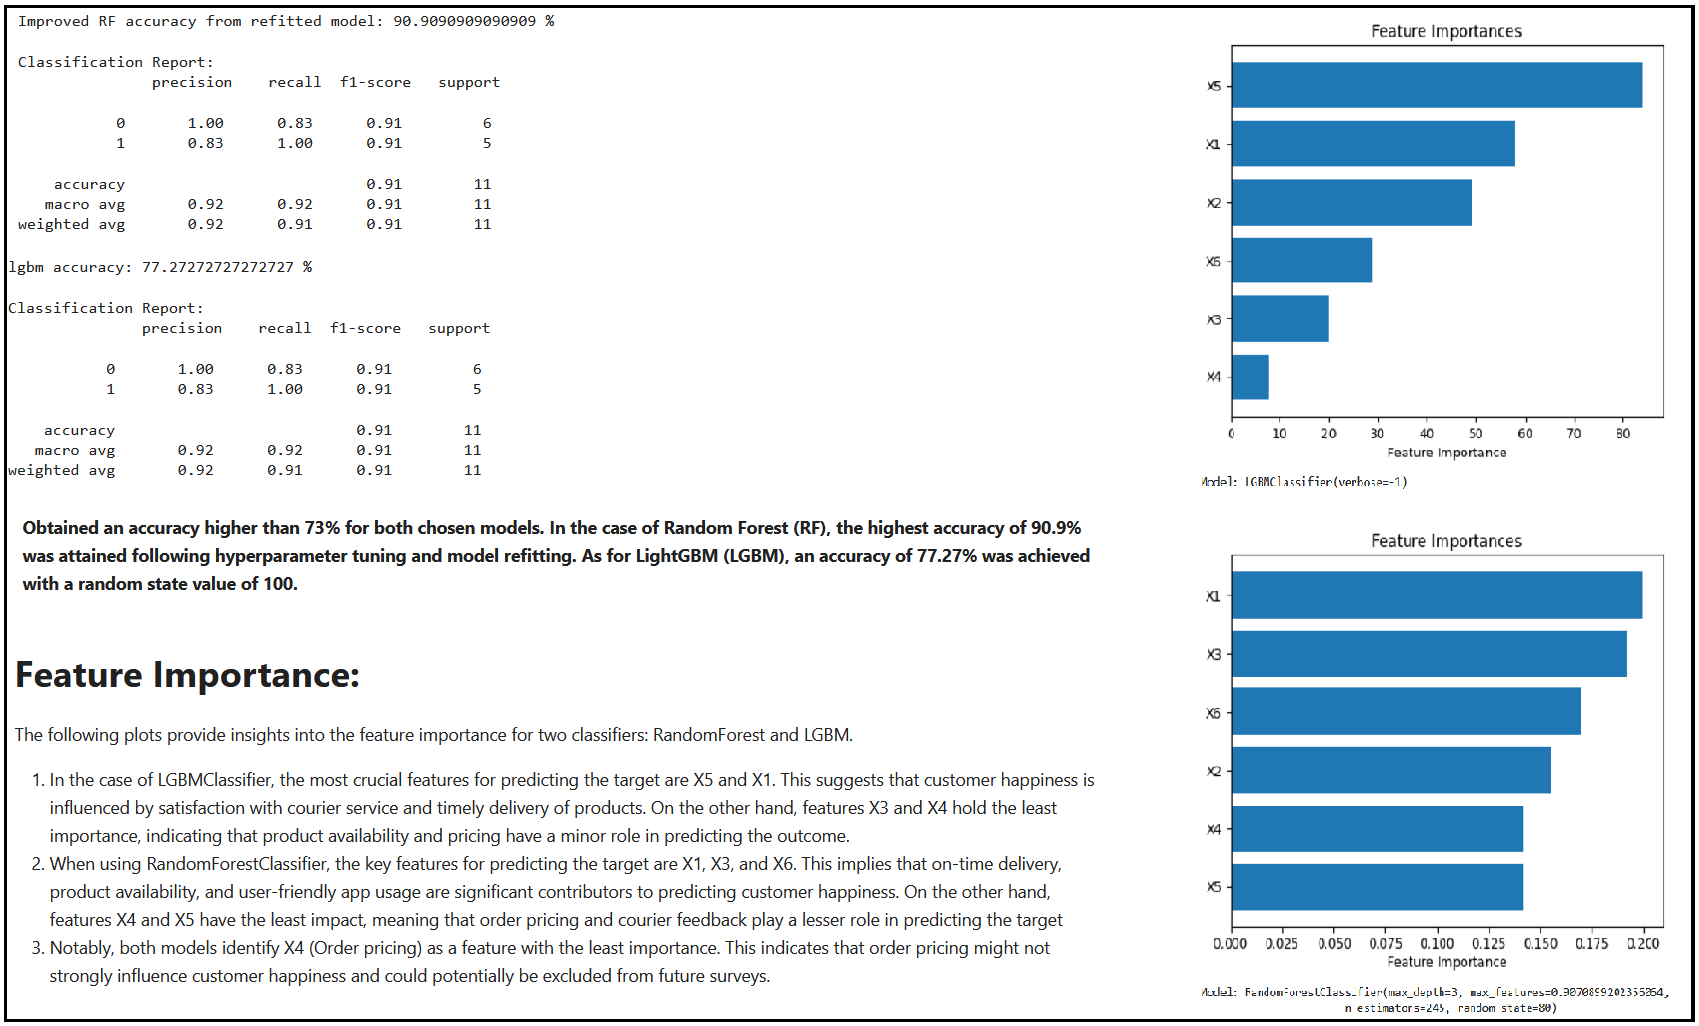 Improved RF accuracy from refitted model: 90.9090909090909 %
Classification Report:
precision recall f1-score support
0 1.00 0.83 0.91 6
1 0.83 1.00 0.91 5
accuracy 0.91 11
macro avg 0.92 0.92 0.91 11
weighted avg 0.92 0.91 0.91 11
lgbm accuracy: 77.27272727272727 %
Classification Report:
precision recall f1-score support
0 1.00 0.83 0.91 6
1 0.83 1.00 0.91 5
accuracy 0.91 11
macro avg 0.92 0.92 0.91 11
weighted avg 0.92 0.91 0.91 11
Obtained an accuracy higher than 73% for both chosen models. In the case of Random Forest (RF), the highest accuracy of 90.9%
was attained following hyperparameter tuning and model refitting. As for LightGBM (LGBM), an accuracy of 77.27% was achieved
with a random state value of 100.
Feature Importance:
The following plots provide insights into the feature importance for two classifiers: RandomForest and LGBM.
1. In the case of LGBMClassifier, the most crucial features for predicting the target are X5 and X1. This suggests that customer happiness is
influenced by satisfaction with courier service and timely delivery of products. On the other hand, features X3 and X4 hold the least
importance, indicating that product availability and pricing have a minor role in predicting the outcome.
2. When using RandomForestClassifier, the key features for predicting the target are X1, X3, and X6. This implies that on-time delivery,
product availability, and user-friendly app usage are significant contributors to predicting customer happiness. On the other hand,
features X4 and X5 have the least impact, meaning that order pricing and courier feedback play a lesser role in predicting the target
3. Notably, both models identify X4 (Order pricing) as a feature with the least importance. This indicates that order pricing might not
strongly influence customer happiness and could potentially be excluded from future surveys.
Feature Importances
X5
X1
X2
X6
X3
X4
0 10 20 30 40 50 60 70 80
Feature Importance
Model: LGBMClassifier(verbose=-1)
Feature Importances
X1
X3
X6
X2
X4
X5
0.000 0.025 0.050 0.075 0.100 0.125 0.150 0.175 0.200
Feature Importance
Model: RandomForestClassifier(max_depth=3,
n_estimators=245, random_state=80)